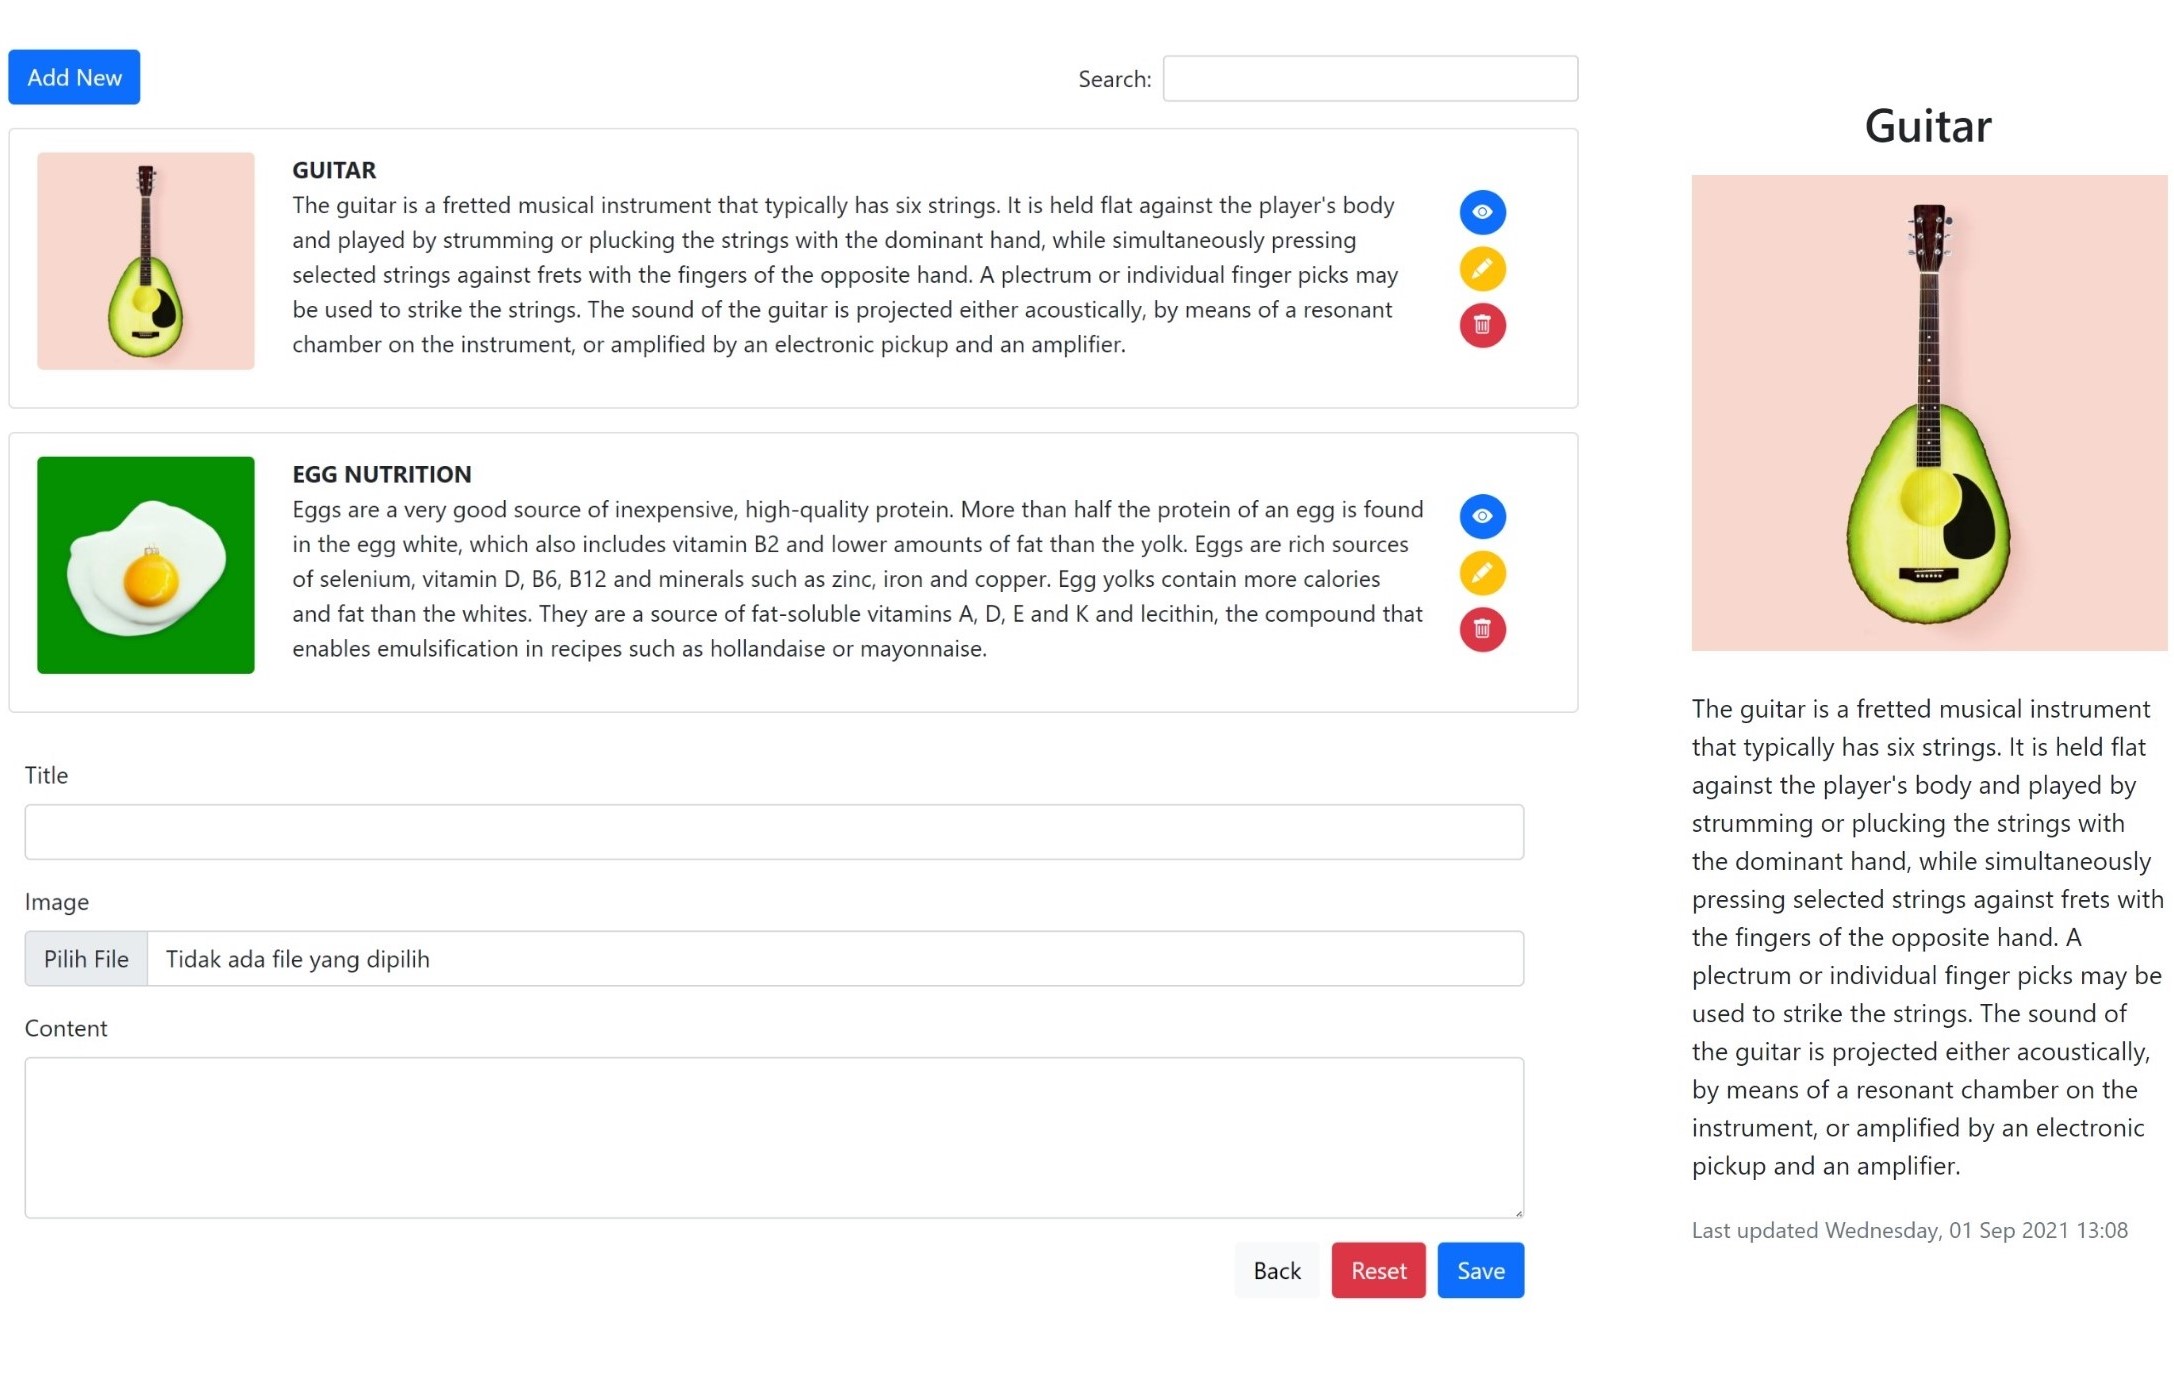 Add New
Search:
GUITAR
The guitar is a fretted musical instrument that typically has six strings. It is held flat against the player's body
and played by strumming or plucking the strings with the dominant hand, while simultaneously pressing
selected strings against frets with the fingers of the opposite hand. A plectrum or individual finger picks may
be used to strike the strings. The sound of the guitar is projected either acoustically, by means of a resonant
chamber on the instrument, or amplified by an electronic pickup and an amplifier.
EGG NUTRITION
Eggs are a very good source of inexpensive, high-quality protein. More than half the protein of an egg is found
in the egg white, which also includes vitamin B2 and lower amounts of fat than the yolk. Eggs are rich sources
of selenium, vitamin D, B6, B12 and minerals such as zinc, iron and copper. Egg yolks contain more calories
and fat than the whites. They are a source of fat-soluble vitamins A, D, E and K and lecithin, the compound that
enables emulsification in recipes such as hollandaise or mayonnaise.
Title
Image
Pilih File Tidak ada file yang dipilih
Content
Back Reset Save
Guitar
The guitar is a fretted musical instrument
that typically has six strings. It is held flat
against the player's body and played by
strumming or plucking the strings with
the dominant hand, while simultaneously
pressing selected strings against frets with
the fingers of the opposite hand. A
plectrum or individual finger picks may be
used to strike the strings. The sound of
the guitar is projected either acoustically,
by means of a resonant chamber on the
instrument, or amplified by an electronic
pickup and an amplifier.
Last updated Wednesday, 01 Sep 2021 13:08